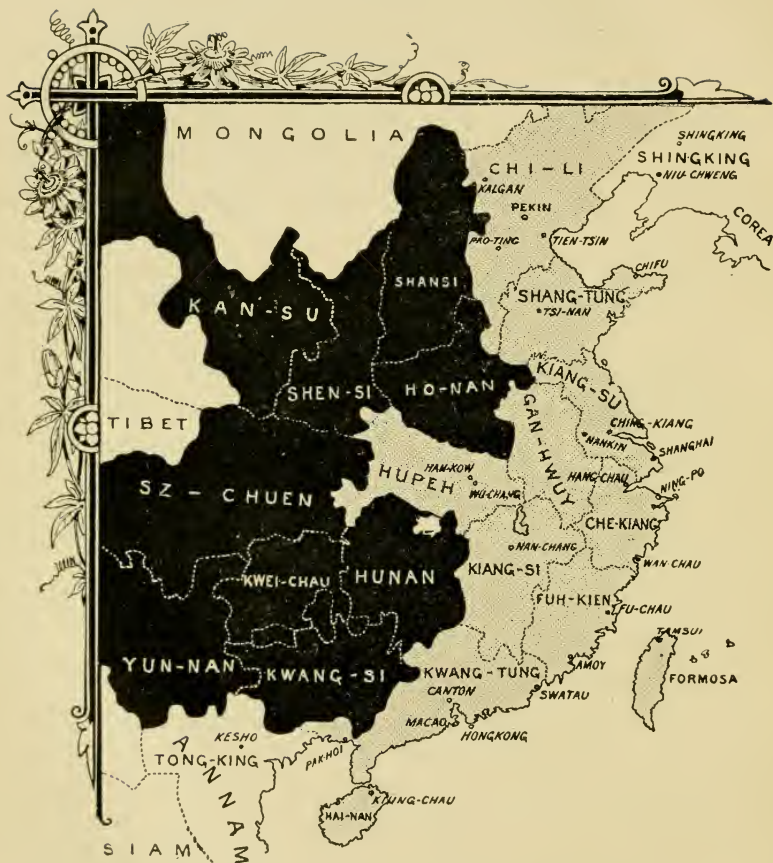 MONGOLIA
SHINGKING
SHINGKING
NIU-CHWENG
CHI-LI
KALGAN
PEKIN
PAO-TING
TIEN-TSIN
COREA
CHIFU
SHANSI
SHANG-TUNG
TSI-NAN
KAN-SU
SHEN-SI
HO-NAN
KIANG-SU
TIBET
GAN-HWUY
CHING-KIANG
NANKIN
SHANGHAI
HUPEH
HAN-KOW
WU-CHANG
HANG-CHAU
NING-PO
SZ-CHUEN
CHE-KIANG
NAN-CHANG
KIANG-SI
WAN-CHAU
KWEI-CHAU
HUNAN
FUH-KIEN
FU-CHAU
TAMSUI
YUN-NAN
KWANG-SI
KWANG-TUNG
AMOY
FORMOSA
CANTON
SWATAU
MACAO
HONGKONG
KESHO
TONG-KING
PAK-HOI
ANNAM
KIUNG-CHAU
HAI-NAN
SIAM